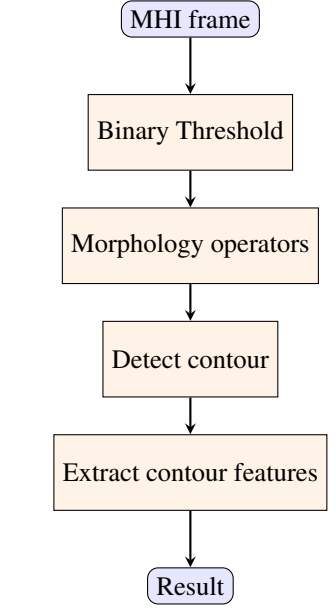 MHI frame
Binary Threshold
Morphology operators
Detect contour
Extract contour features
Result